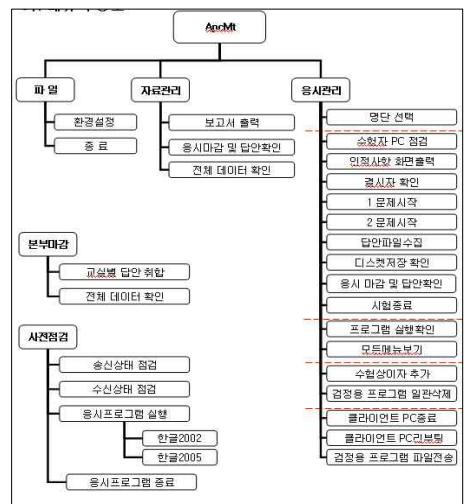 AncMt
파 일
환경설정
종 료
자료관리
보고서 출력
응시마감 및 답안확인
전체 데이터 확인
응시관리
명단 선택
수험자 PC 점검
인적사항 화면출력
결시자 확인
1 문제시작
2 문제시작
답안파일수집
디스켓저장 확인
응시 마감 및 답안확인
시험종료
프로그램 실행확인
모든메뉴보기
수험상이자 추가
검정용 프로그램 일괄삭제
클라이언트 PC종료
클라이언트 PC리부팅
검정용 프로그램 파일전송
본부마감
교실별 답안 취합
전체 데이터 확인
사전점검
송신상태 점검
수신상태 점검
응시프로그램 실행
한글2002
한글2005
응시프로그램 종료